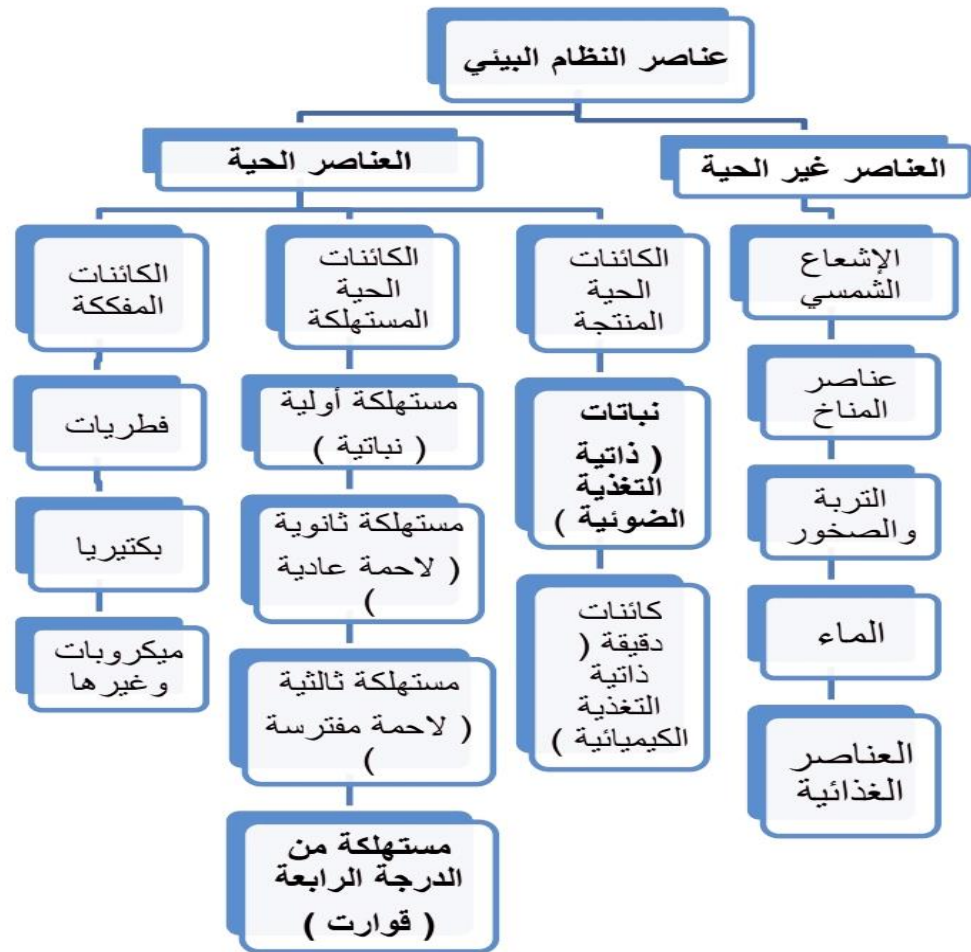 عناصر النظام البيئي
العناصر غير الحية
العناصر الحية
الإشعاع
الشمسي
عناصر
المناخ
التربة
والصخور
الماء
العناصر
الغذائية
الكائنات
الحية
المنتجة
نباتات
( ذاتية
التغذية
الضوئية )
كائنات
دقيقة (
ذاتية
التغذية
الكيميائية )
الكائنات
الحية
المستهلكة
مستهلكة أولية
( نباتية )
مستهلكة ثانوية
( لاحمة عادية
)
مستهلكة ثالثية
( لاحمة مفترسة
)
مستهلكة من
الدرجة الرابعة
( قوارت )
الكائنات
المفككة
فطريات
بكتيريا
ميكروبات
وغيرها